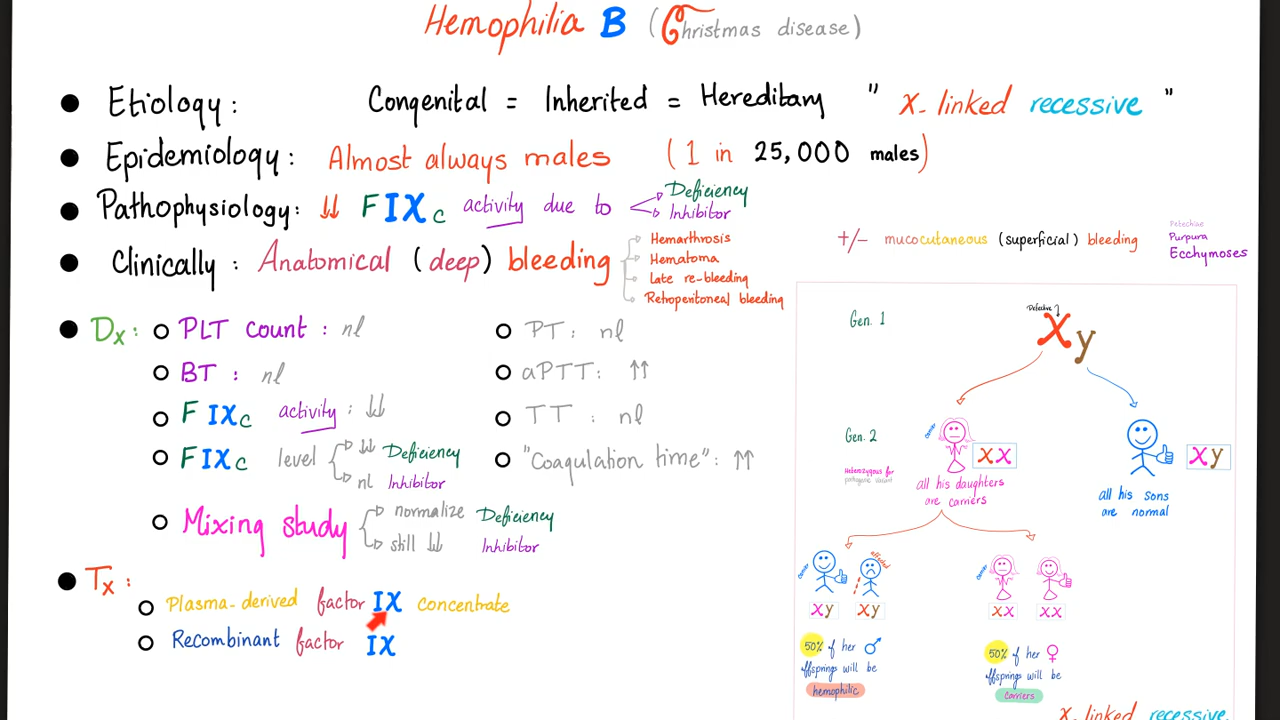 Hemophilia B (Christmas disease)
Etiology: Congenital = Inherited = Hereditary " X-linked recessive "
Epidemiology: Almost always males (1 in 25,000 males)
Pathophysiology: ↓↓ FIXc activity due to
Deficiency
Inhibitor
Clinically: Anatomical (deep) bleeding
Hemarthrosis
Hematoma
Late re-bleeding
Retroperitoneal bleeding
+/- mucocutaneous (superficial) bleeding
Petechiae
Purpura
Ecchymoses
Dx:
PLT count: nl
BT: nl
FIXc activity: ↓↓
FIXc level
↓↓ Deficiency
nl Inhibitor
Mixing study
normalize Deficiency
still ↓↓ Inhibitor
PT: nl
aPTT: ↑↑
TT: nl
"Coagulation time": ↑↑
Tx:
Plasma-derived factor IX concentrate
Recombinant factor IX
Gen. 1
Defective
Xy
Gen. 2
Heterozygous for
pathogenic variant
carrier
XX
all his daughters
are carriers
Xy
all his sons
are normal
Xy
affected
Xy
50% of her ♂
offsprings will be
hemophilic
carrier
XX
XX
50% of her ♀
offsprings will be
carriers
X-linked recessive